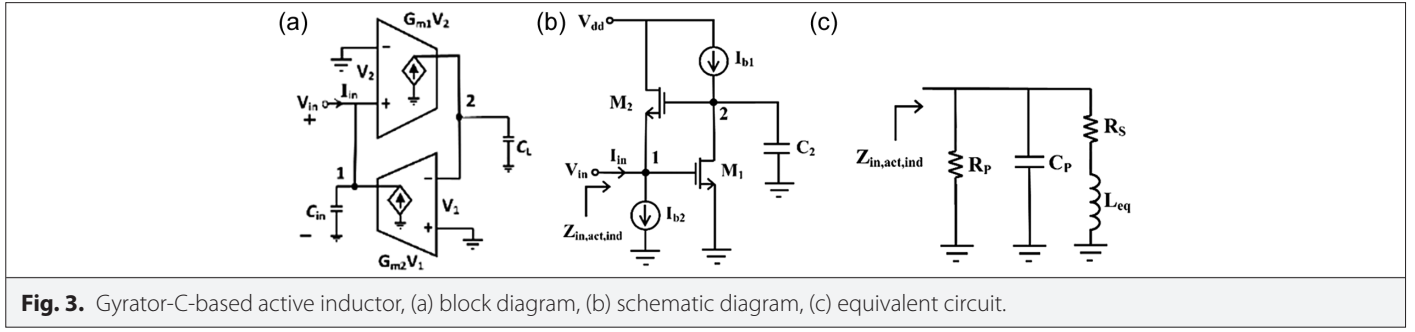 (a)
Gm1V2
−
V2
Iin
Vin
+
+
2
CL
1
−
Cin
V1
−
+
Gm2V1
(b)
Vdd
Ib1
M2
2
C2
Iin
1
Vin
M1
Ib2
Zin,act,ind
(c)
RS
Zin,act,ind
RP
CP
Leq
Fig. 3. Gyrator-C-based active inductor, (a) block diagram, (b) schematic diagram, (c) equivalent circuit.